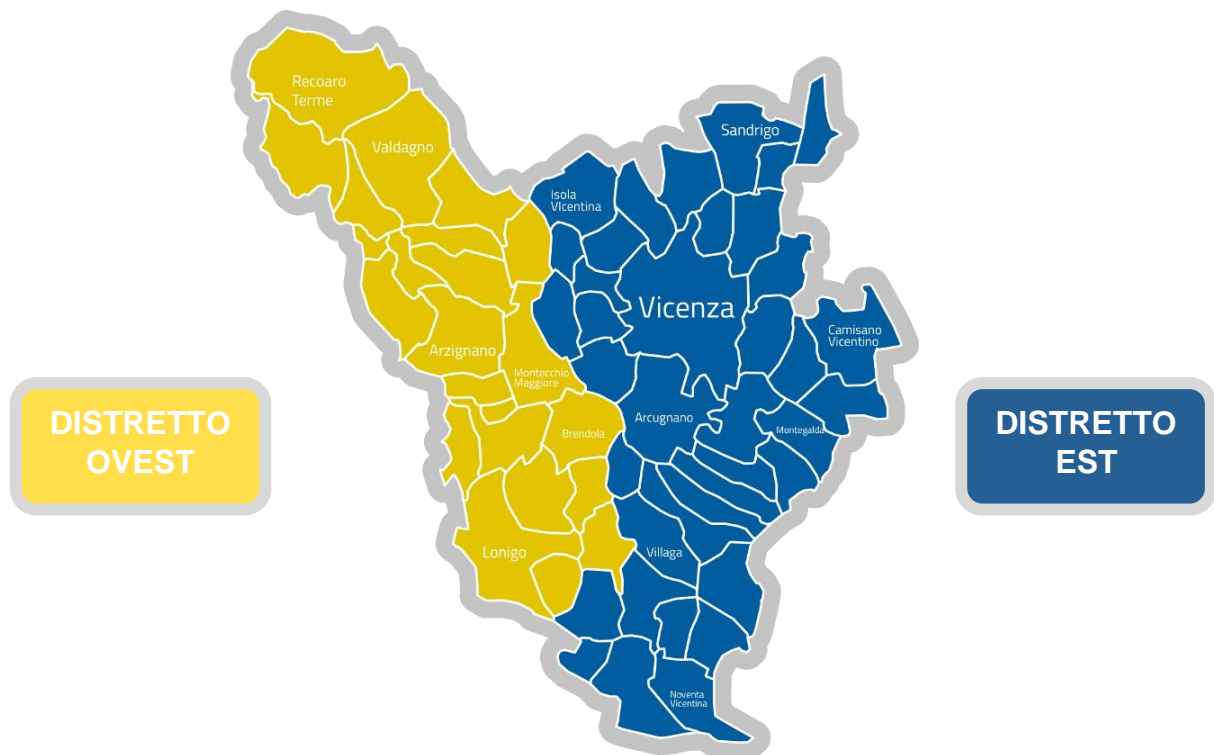 Recoaro
Terme
Sandrigo
Valdagno
Isola
VIcentina
Vicenza
Camisano
Vicentino
Arzignano
Montecchio
Maggiore
DISTRETTO
OVEST
Arcugnano
Brendola
Montegalda
DISTRETTO
EST
Lonigo
Villaga
Noventa
Vicentina